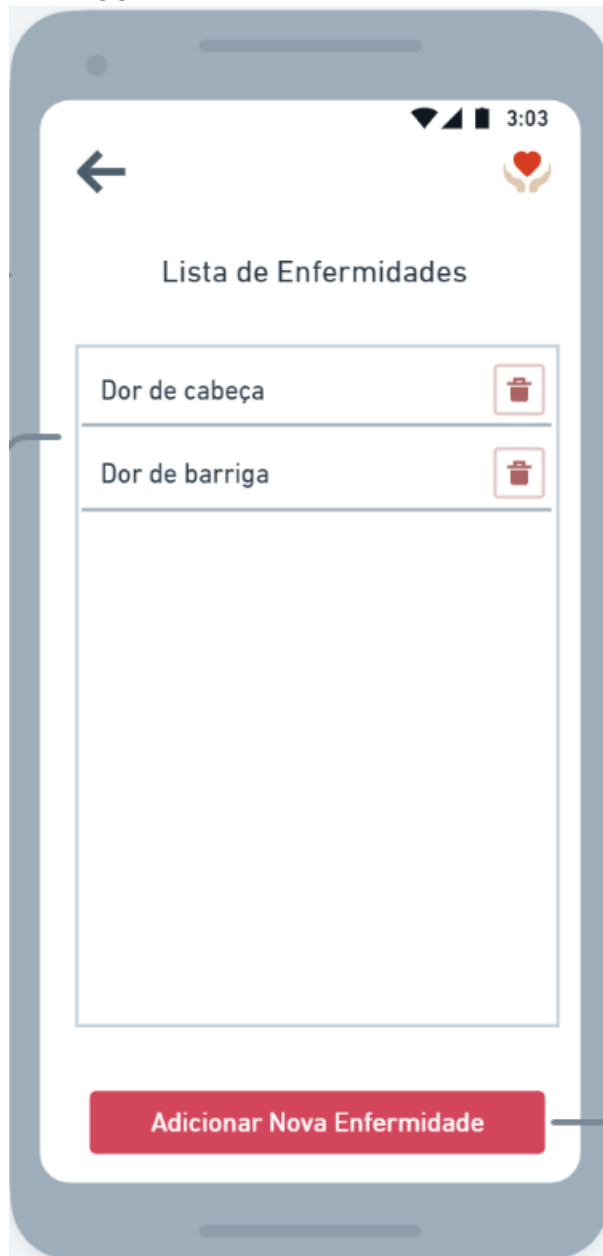 3:03
Lista de Enfermidades
Dor de cabeça
Dor de barriga
Adicionar Nova Enfermidade